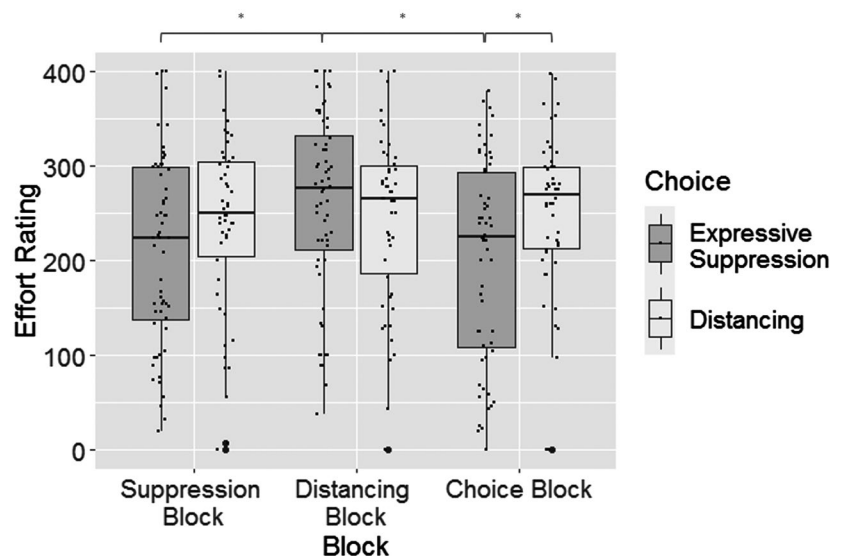 * * *
400
300
200
100
0
Effort Rating
Suppression
Block
Distancing
Block
Choice Block
Block
Choice
Expressive
Suppression
Distancing